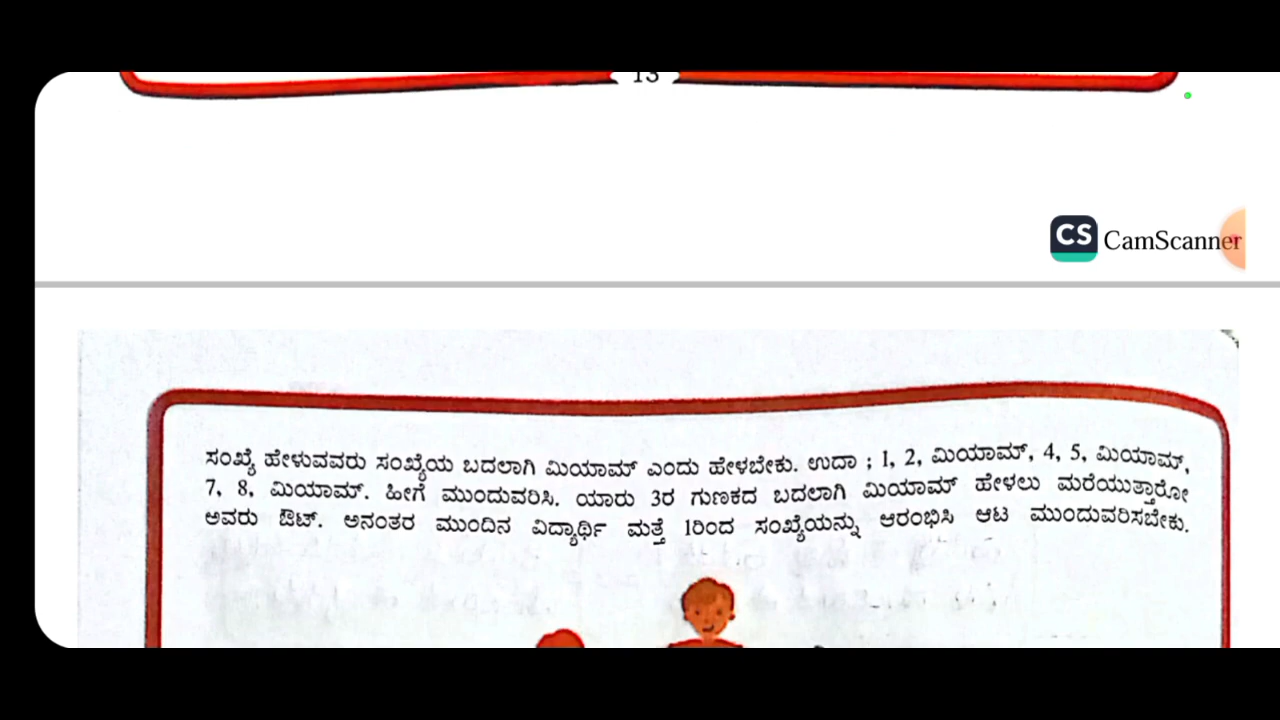 13
CS CamScanner
ಸಂಖ್ಯೆ ಹೇಳುವವರು ಸಂಖ್ಯೆಯ ಬದಲಾಗಿ ಮಿಯಾಮ್ ಎಂದು ಹೇಳಬೇಕು. ಉದಾ ; 1, 2, ಮಿಯಾಮ್, 4, 5, ಮಿಯಾಮ್,
7, 8, ಮಿಯಾಮ್. ಹೀಗೆ ಮುಂದುವರಿಸಿ. ಯಾರು 3ರ ಗುಣಕದ ಬದಲಾಗಿ ಮಿಯಾಮ್ ಹೇಳಲು ಮರೆಯುತ್ತಾರೋ
ಅವರು ಔಟ್. ಅನಂತರ ಮುಂದಿನ ವಿದ್ಯಾರ್ಥಿ ಮತ್ತೆ 1ರಿಂದ ಸಂಖ್ಯೆಯನ್ನು ಆರಂಭಿಸಿ ಆಟ ಮುಂದುವರಿಸಬೇಕು.